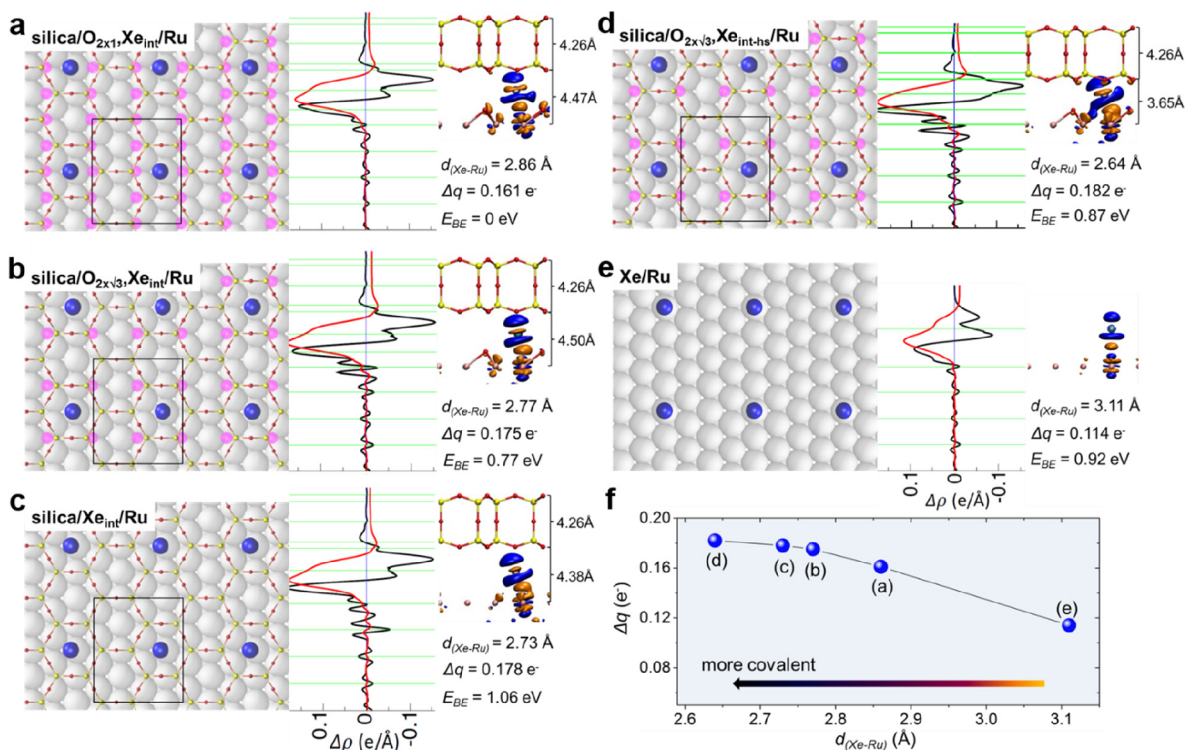 a
silica/O2x1,Xeint/Ru
4.26Å
4.47Å
d(Xe-Ru) = 2.86 Å
Δq = 0.161 e-
EBE = 0 eV
b
silica/O2x√3,Xeint/Ru
4.26Å
4.50Å
d(Xe-Ru) = 2.77 Å
Δq = 0.175 e-
EBE = 0.77 eV
c
silica/Xeint/Ru
4.26Å
4.38Å
d(Xe-Ru) = 2.73 Å
Δq = 0.178 e-
EBE = 1.06 eV
0.1
0
-0.1
Δρ (e/Å)
d
silica/O2x√3,Xeint-hs/Ru
4.26Å
3.65Å
d(Xe-Ru) = 2.64 Å
Δq = 0.182 e-
EBE = 0.87 eV
e
Xe/Ru
d(Xe-Ru) = 3.11 Å
Δq = 0.114 e-
EBE = 0.92 eV
0.1
0
-0.1
Δρ (e/Å)
f
0.20
0.16
0.12
0.08
Δq (e-)
(d)
(c)
(b)
(a)
(e)
more covalent
2.6
2.7
2.8
2.9
3.0
3.1
d(Xe-Ru) (Å)